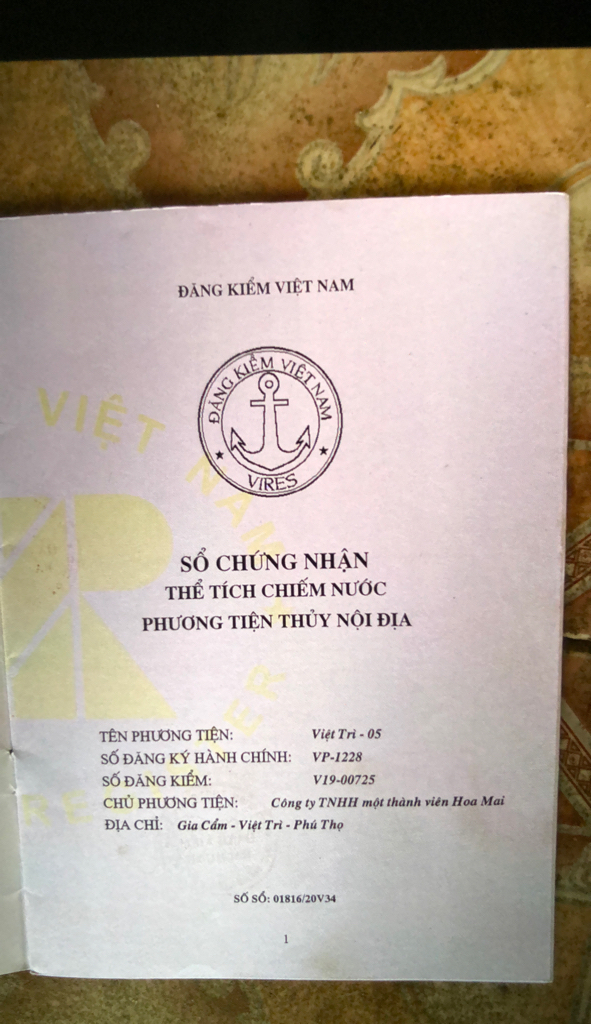 ĐĂNG KIỂM VIỆT NAM
ĐĂNG KIỂM VIỆT NAM
VIRES
VIỆT NAM
REGISTER
SỔ CHỨNG NHẬN
THỂ TÍCH CHIẾM NƯỚC
PHƯƠNG TIỆN THỦY NỘI ĐỊA
TÊN PHƯƠNG TIỆN: Việt Trì - 05
SỐ ĐĂNG KÝ HÀNH CHÍNH: VP-1228
SỐ ĐĂNG KIỂM: V19-00725
CHỦ PHƯƠNG TIỆN: Công ty TNHH một thành viên Hoa Mai
ĐỊA CHỈ: Gia Cẩm - Việt Trì - Phú Thọ
SỐ SỔ: 01816/20V34
1